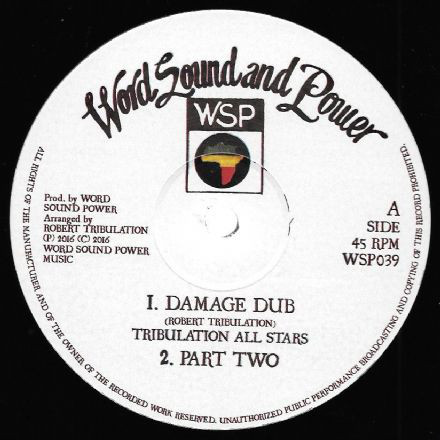 Word Sound and Power
WSP
Prod. by WORD
SOUND POWER
Arranged by
ROBERT TRIBULATION
(P) 2016 (C) 2016
WORD SOUND POWER
MUSIC
A
SIDE
45 RPM
WSP039
1. DAMAGE DUB
(ROBERT TRIBULATION)
TRIBULATION ALL STARS
2. PART TWO
ALL RIGHTS OF THE MANUFACTURER AND OF THE OWNER OF THE RECORDED WORK RESERVED. UNAUTHORIZED PUBLIC PERFORMANCE BROADCASTING AND COPYING OF THIS RECORD PROHIBITED.